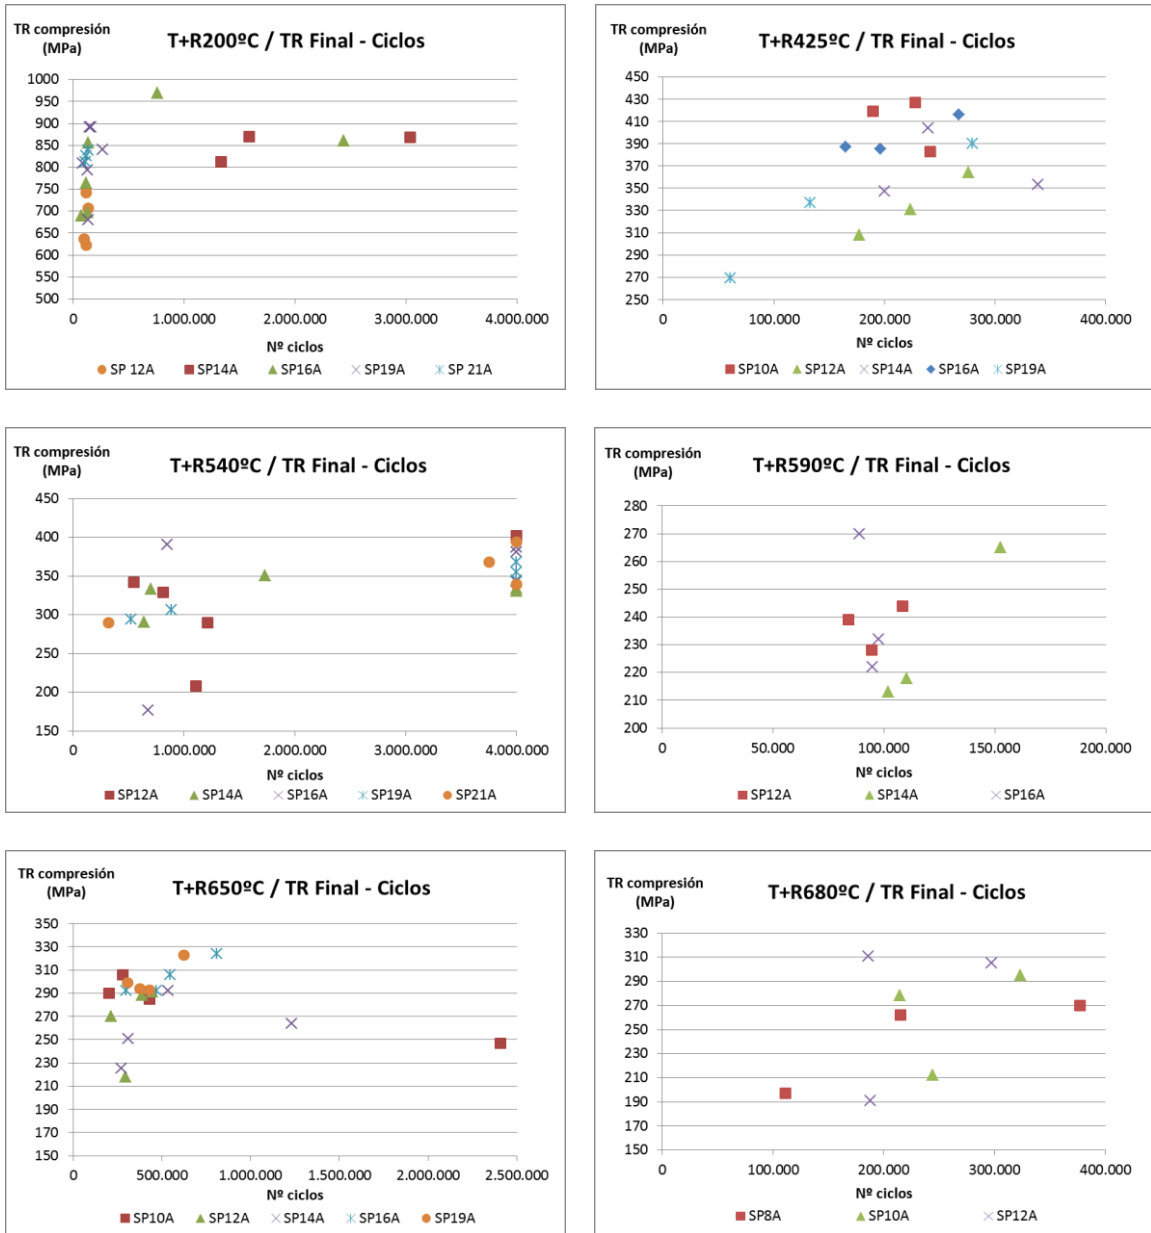 TR compresión
(MPa)
T+R200ºC / TR Final - Ciclos
1000
950
900
850
800
750
700
650
600
550
500
0
1.000.000
2.000.000
3.000.000
4.000.000
Nº ciclos
SP 12A
SP14A
SP16A
SP19A
SP 21A
TR compresión
(MPa)
T+R425ºC / TR Final - Ciclos
450
430
410
390
370
350
330
310
290
270
250
0
100.000
200.000
300.000
400.000
Nº ciclos
SP10A
SP12A
SP14A
SP16A
SP19A
TR compresión
(MPa)
T+R540ºC / TR Final - Ciclos
450
400
350
300
250
200
150
0
1.000.000
2.000.000
3.000.000
4.000.000
Nº ciclos
SP12A
SP14A
SP16A
SP19A
SP21A
TR compresión
(MPa)
T+R590ºC / TR Final - Ciclos
280
270
260
250
240
230
220
210
200
0
50.000
100.000
150.000
200.000
Nº ciclos
SP12A
SP14A
SP16A
TR compresión
(MPa)
T+R650ºC / TR Final - Ciclos
350
330
310
290
270
250
230
210
190
170
150
0
500.000
1.000.000
1.500.000
2.000.000
2.500.000
Nº ciclos
SP10A
SP12A
SP14A
SP16A
SP19A
TR compresión
(MPa)
T+R680ºC / TR Final - Ciclos
330
310
290
270
250
230
210
190
170
150
0
100.000
200.000
300.000
400.000
Nº ciclos
SP8A
SP10A
SP12A